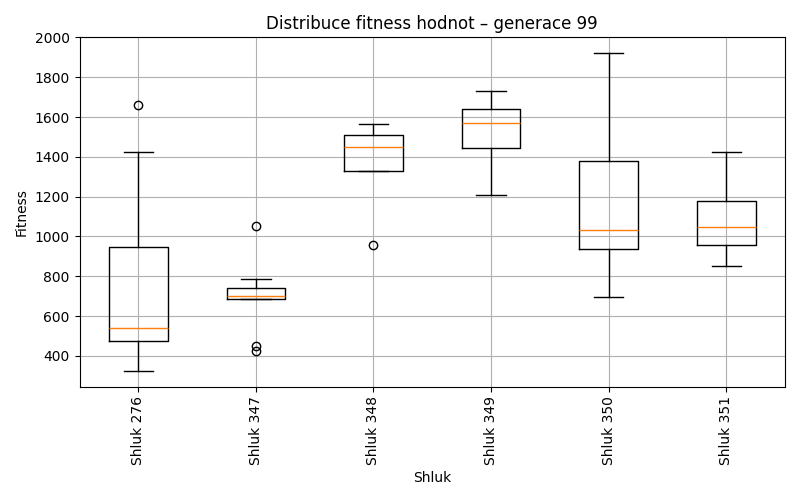 Distribuce fitness hodnot – generace 99
2000
1800
1600
1400
1200
1000
800
600
400
Fitness
Shluk 276
Shluk 347
Shluk 348
Shluk 349
Shluk 350
Shluk 351
Shluk